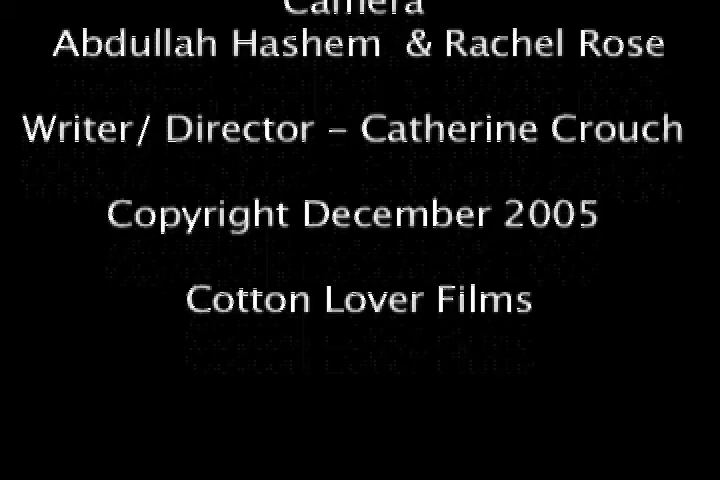 Camera
Abdullah Hashem & Rachel Rose
Writer/ Director - Catherine Crouch
Copyright December 2005
Cotton Lover Films